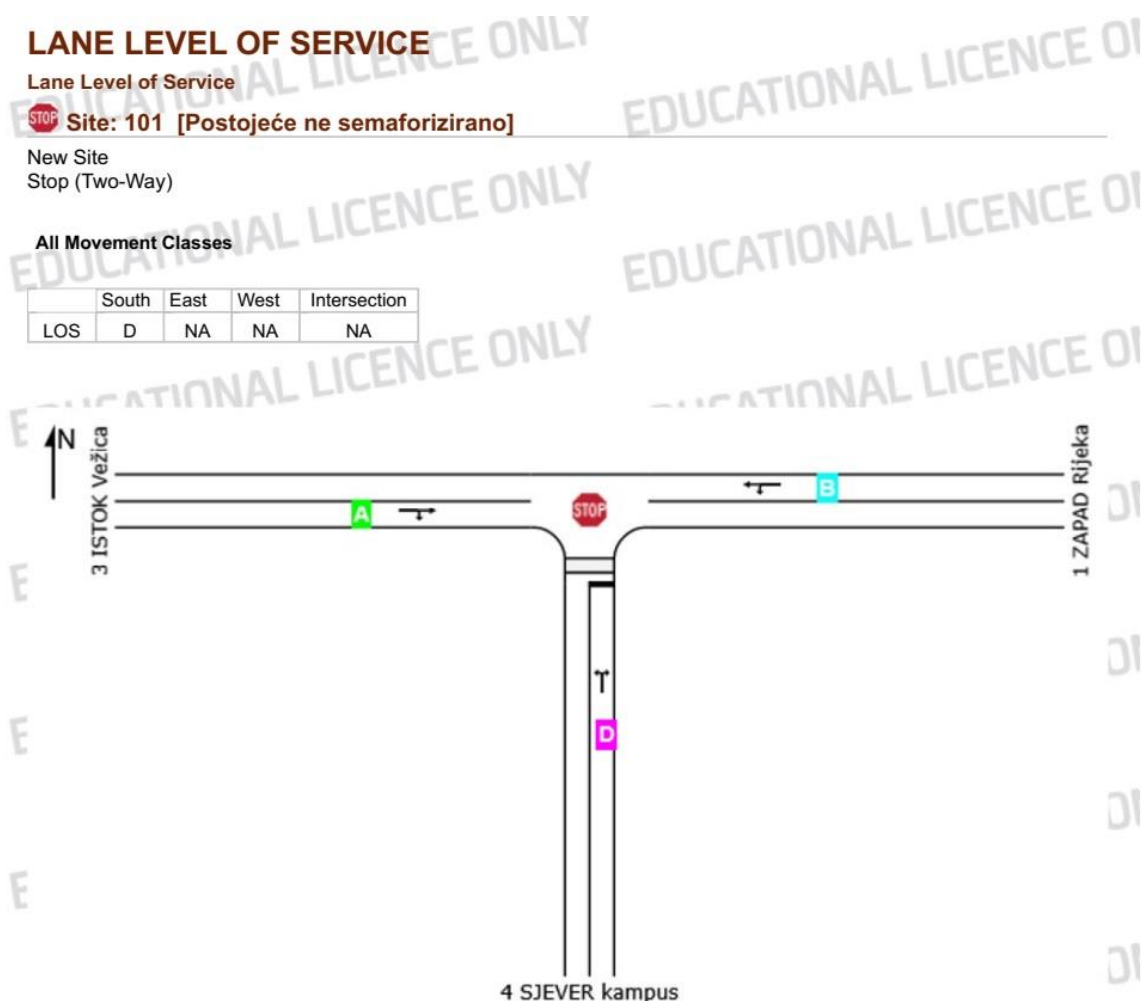 LANE LEVEL OF SERVICE
Lane Level of Service
STOP Site: 101 [Postojeće ne semaforizirano]
New Site
Stop (Two-Way)
All Movement Classes
South East West Intersection
LOS D NA NA NA
N
3 ISTOK Vežica
A
STOP
B
1 ZAPAD Rijeka
D
4 SJEVER kampus
EDUCATIONAL LICENCE ONLY
EDUCATIONAL LICENCE
EDUCATIONAL LICENCE ONLY
EDUCATIONAL LICENCE